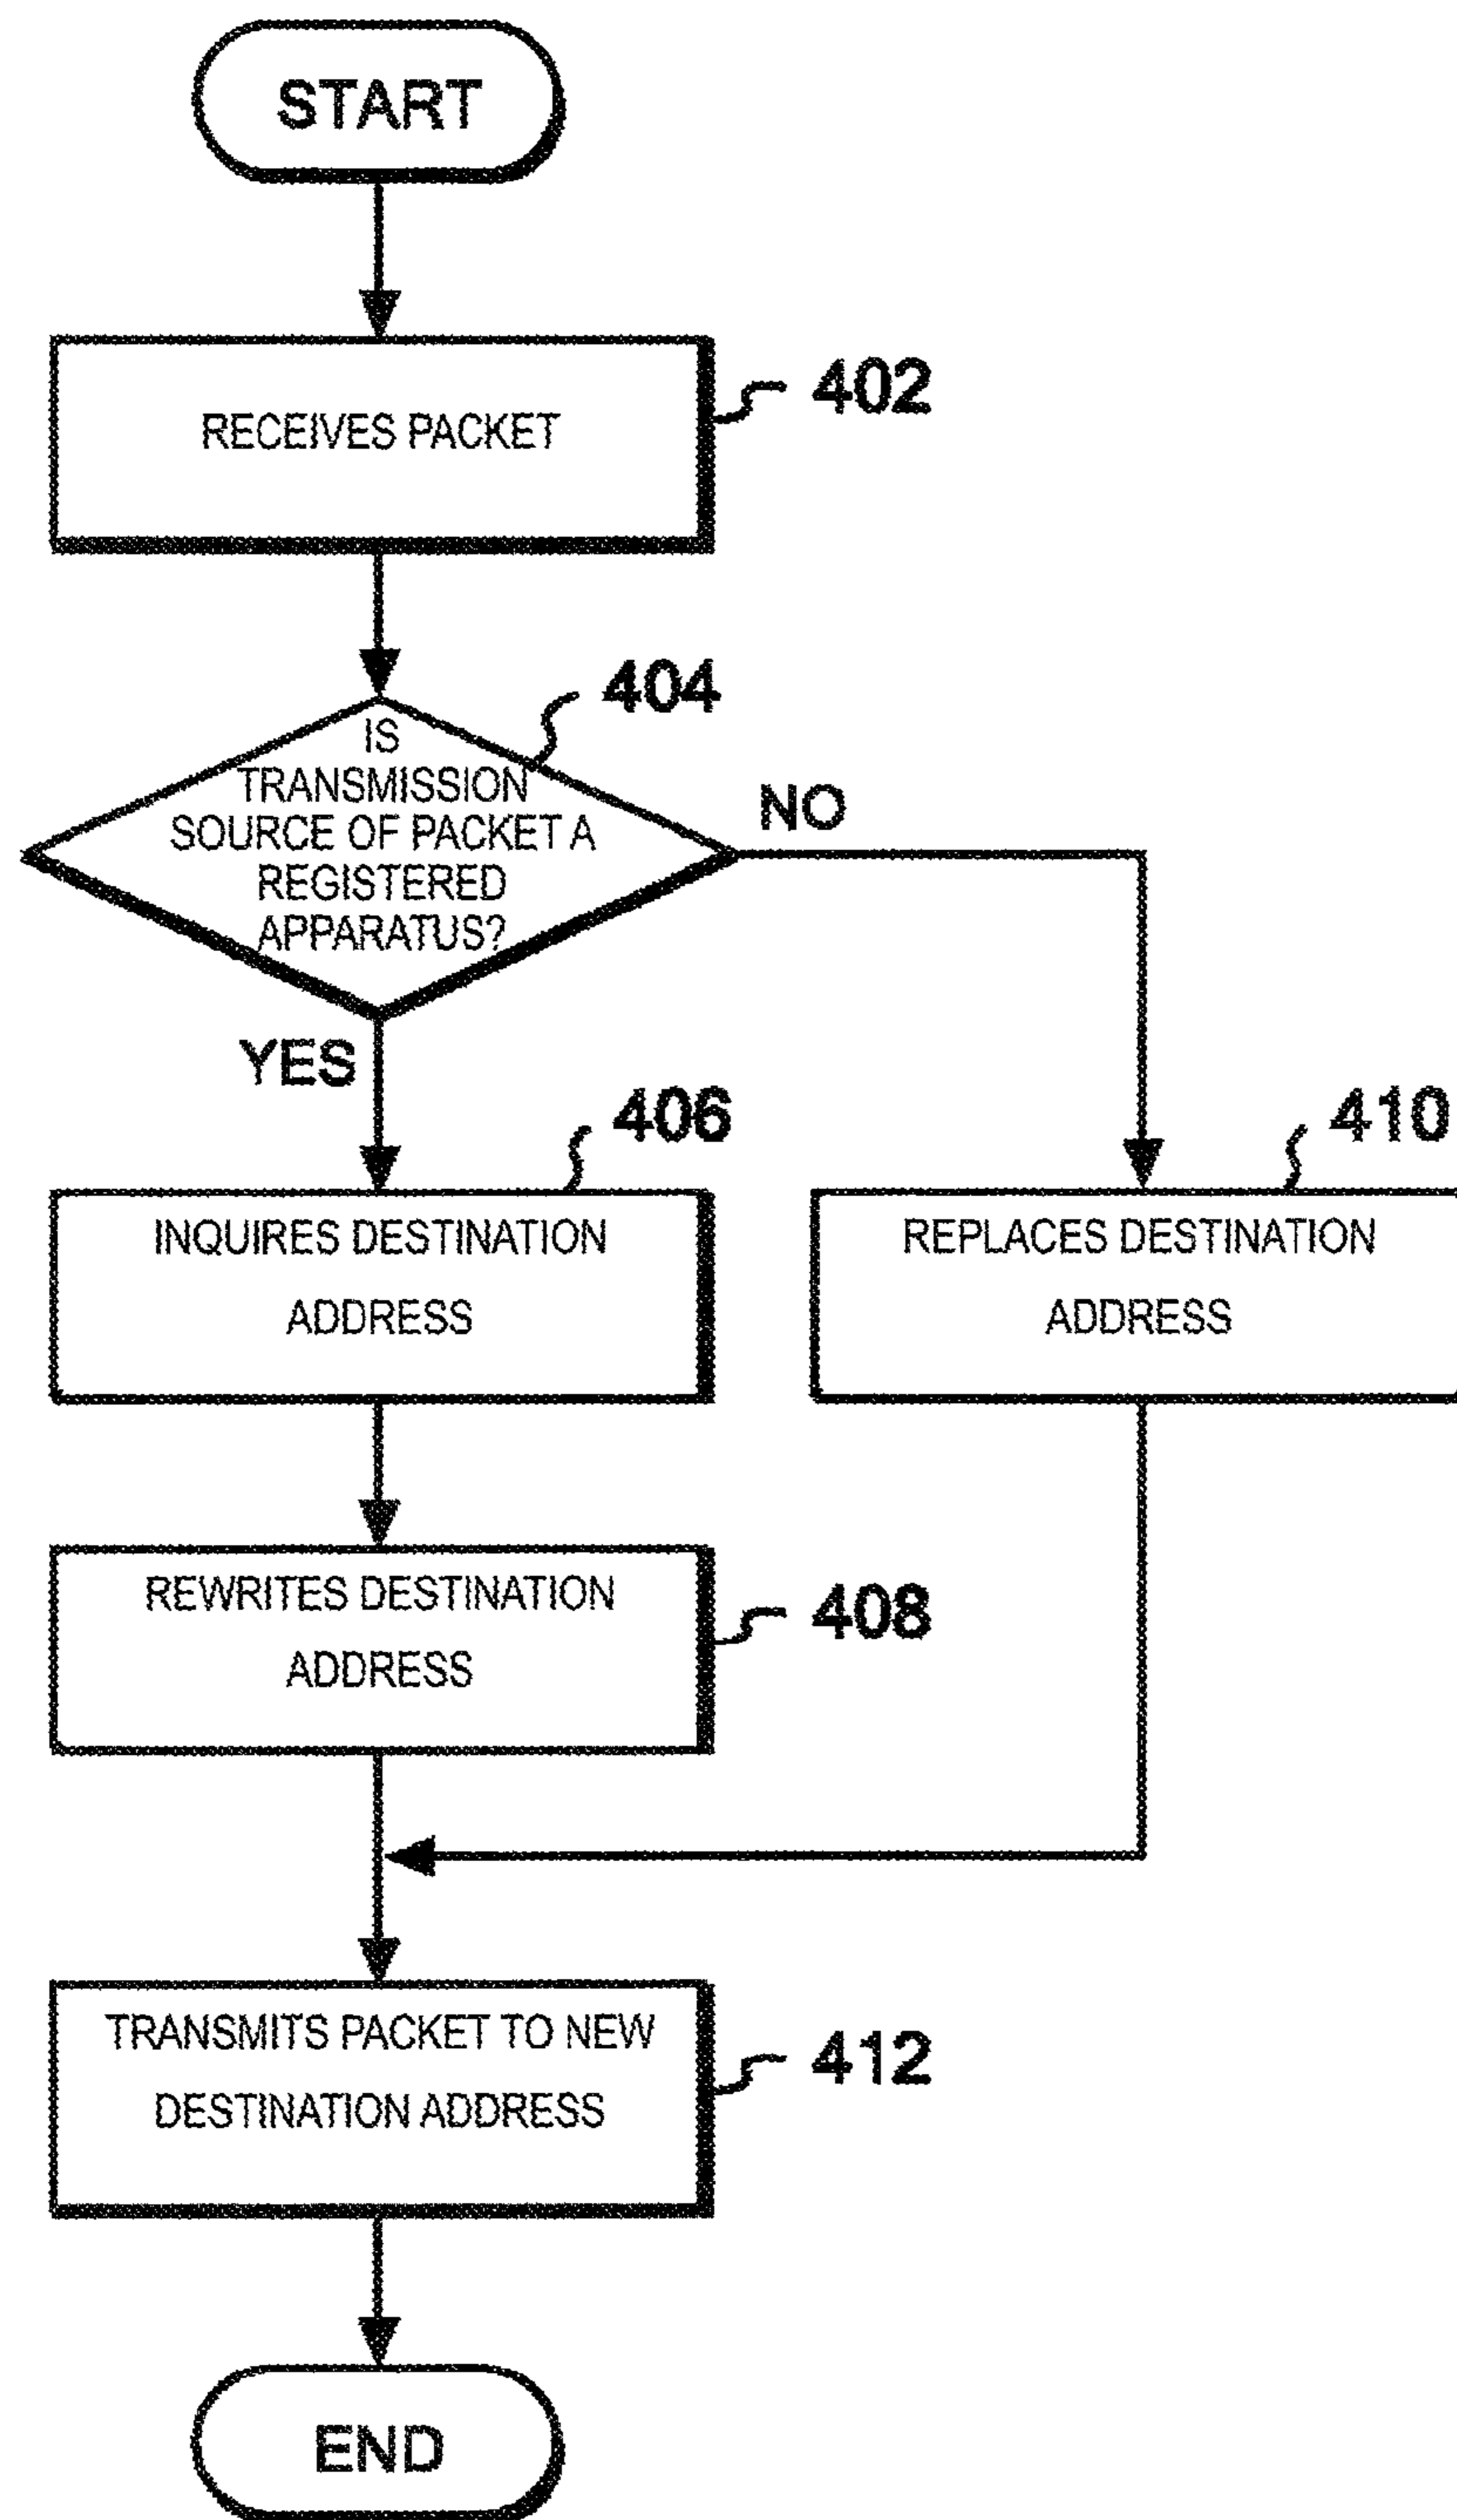 START
RECEIVES PACKET
402
404
IS
TRANSMISSION
SOURCE OF PACKET A
REGISTERED
APPARATUS?
NO
YES
406
INQUIRES DESTINATION
ADDRESS
410
REPLACES DESTINATION
ADDRESS
REWRITES DESTINATION
ADDRESS
408
TRANSMITS PACKET TO NEW
DESTINATION ADDRESS
412
END